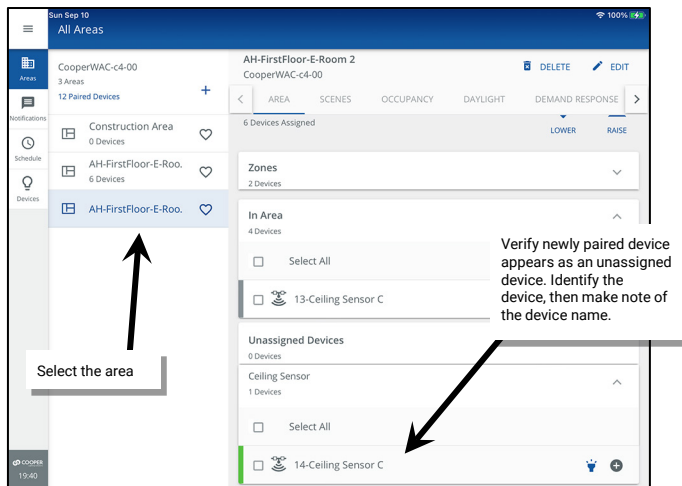 Sun Sep 10
100%
All Areas
Areas
Notifications
Schedule
Devices
COOPER
19:40
CooperWAC-c4-00
3 Areas
12 Paired Devices
+
Construction Area
0 Devices
AH-FirstFloor-E-Roo.
6 Devices
AH-FirstFloor-E-Roo.
Select the area
AH-FirstFloor-E-Room 2
CooperWAC-c4-00
DELETE
EDIT
AREA
SCENES
OCCUPANCY
DAYLIGHT
DEMAND RESPONSE
6 Devices Assigned
LOWER
RAISE
Zones
2 Devices
In Area
4 Devices
Select All
13-Ceiling Sensor C
Verify newly paired device
appears as an unassigned
device. Identify the
device, then make note of
the device name.
Unassigned Devices
0 Devices
Ceiling Sensor
1 Devices
Select All
14-Ceiling Sensor C